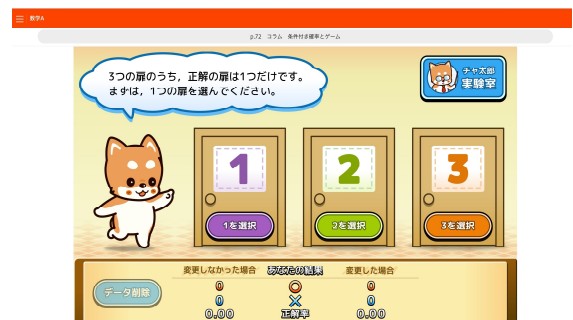 数学A
p.72 コラム 条件付き確率とゲーム
3つの扉のうち，正解の扉は1つだけです。
まずは，1つの扉を選んでください。
チャ太郎
実験室
1 2 3
1を選択 2を選択 3を選択
変更しなかった場合 あなたの結果 変更した場合
データ削除
0 ○ 0
0 × 0
0.00 正解率 0.00